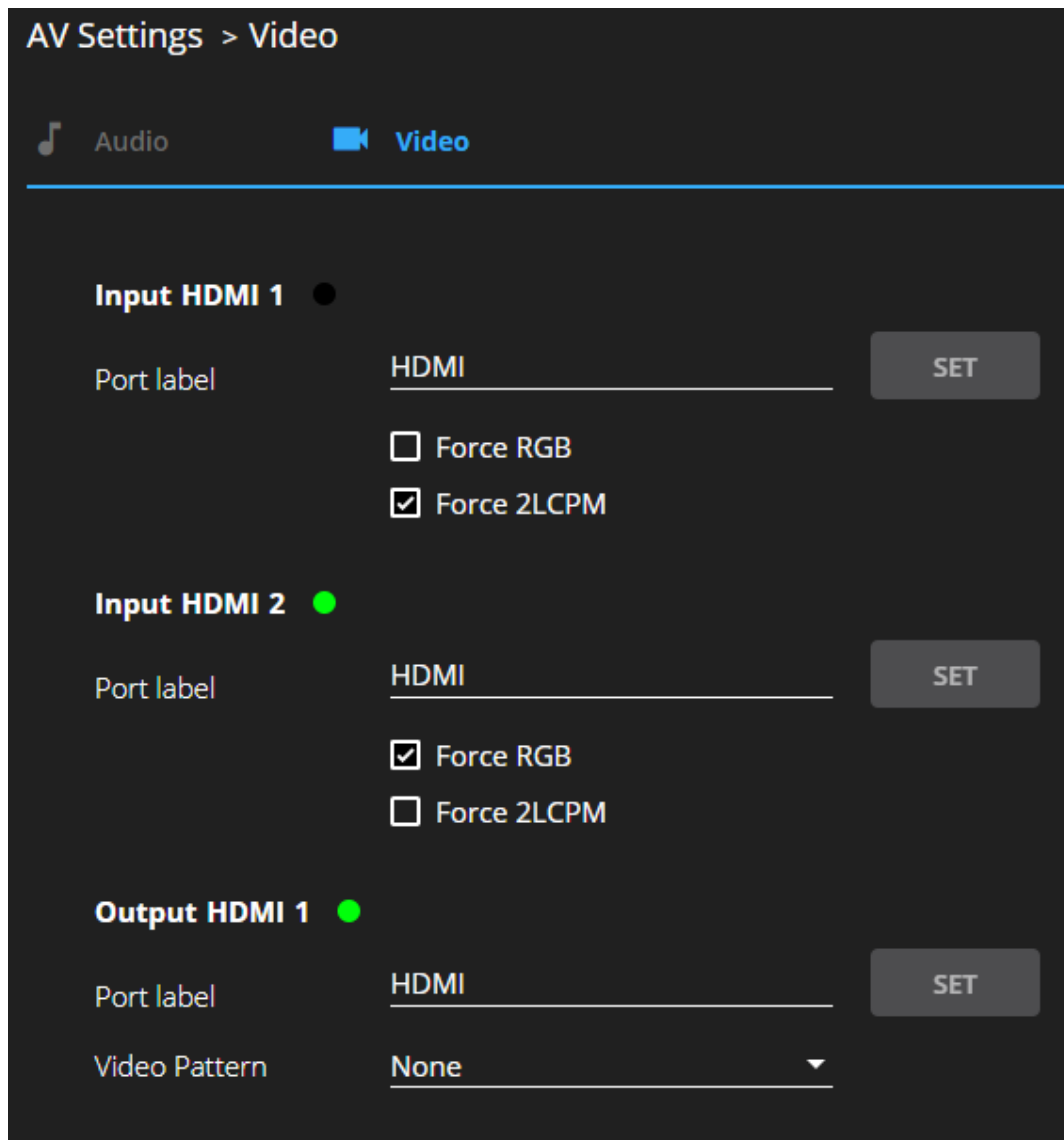 AV Settings > Video
Audio Video
Input HDMI 1
Port label HDMI SET
Force RGB
Force 2LCPM
Input HDMI 2
Port label HDMI SET
Force RGB
Force 2LCPM
Output HDMI 1
Port label HDMI SET
Video Pattern None